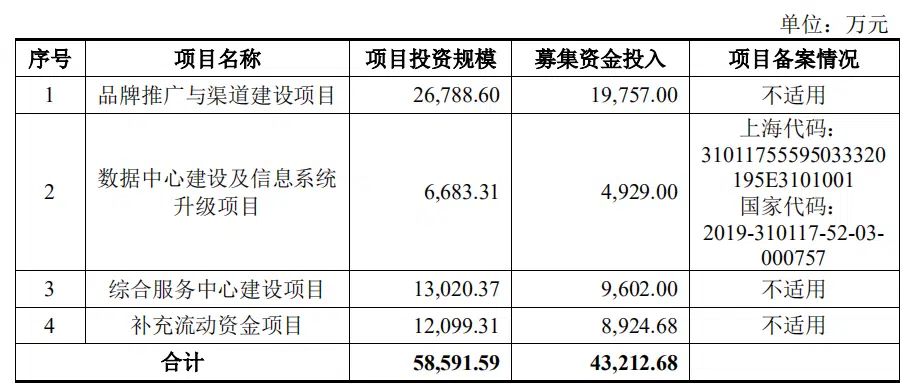 单位：万元
序号 项目名称 项目投资规模 募集资金投入 项目备案情况
1 品牌推广与渠道建设项目 26,788.60 19,757.00 不适用
2 数据中心建设及信息系统
升级项目 6,683.31 4,929.00 上海代码：
31011755595033320
195E3101001
国家代码：
2019-310117-52-03-
000757
3 综合服务中心建设项目 13,020.37 9,602.00 不适用
4 补充流动资金项目 12,099.31 8,924.68 不适用
合计 58,591.59 43,212.68